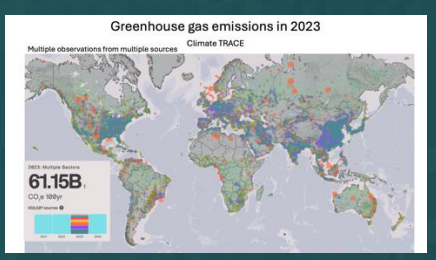 Greenhouse gas emissions in 2023
Climate TRACE
Multiple observations from multiple sources
2023: Multiple Sectors
61.15B t
CO₂e 100yr